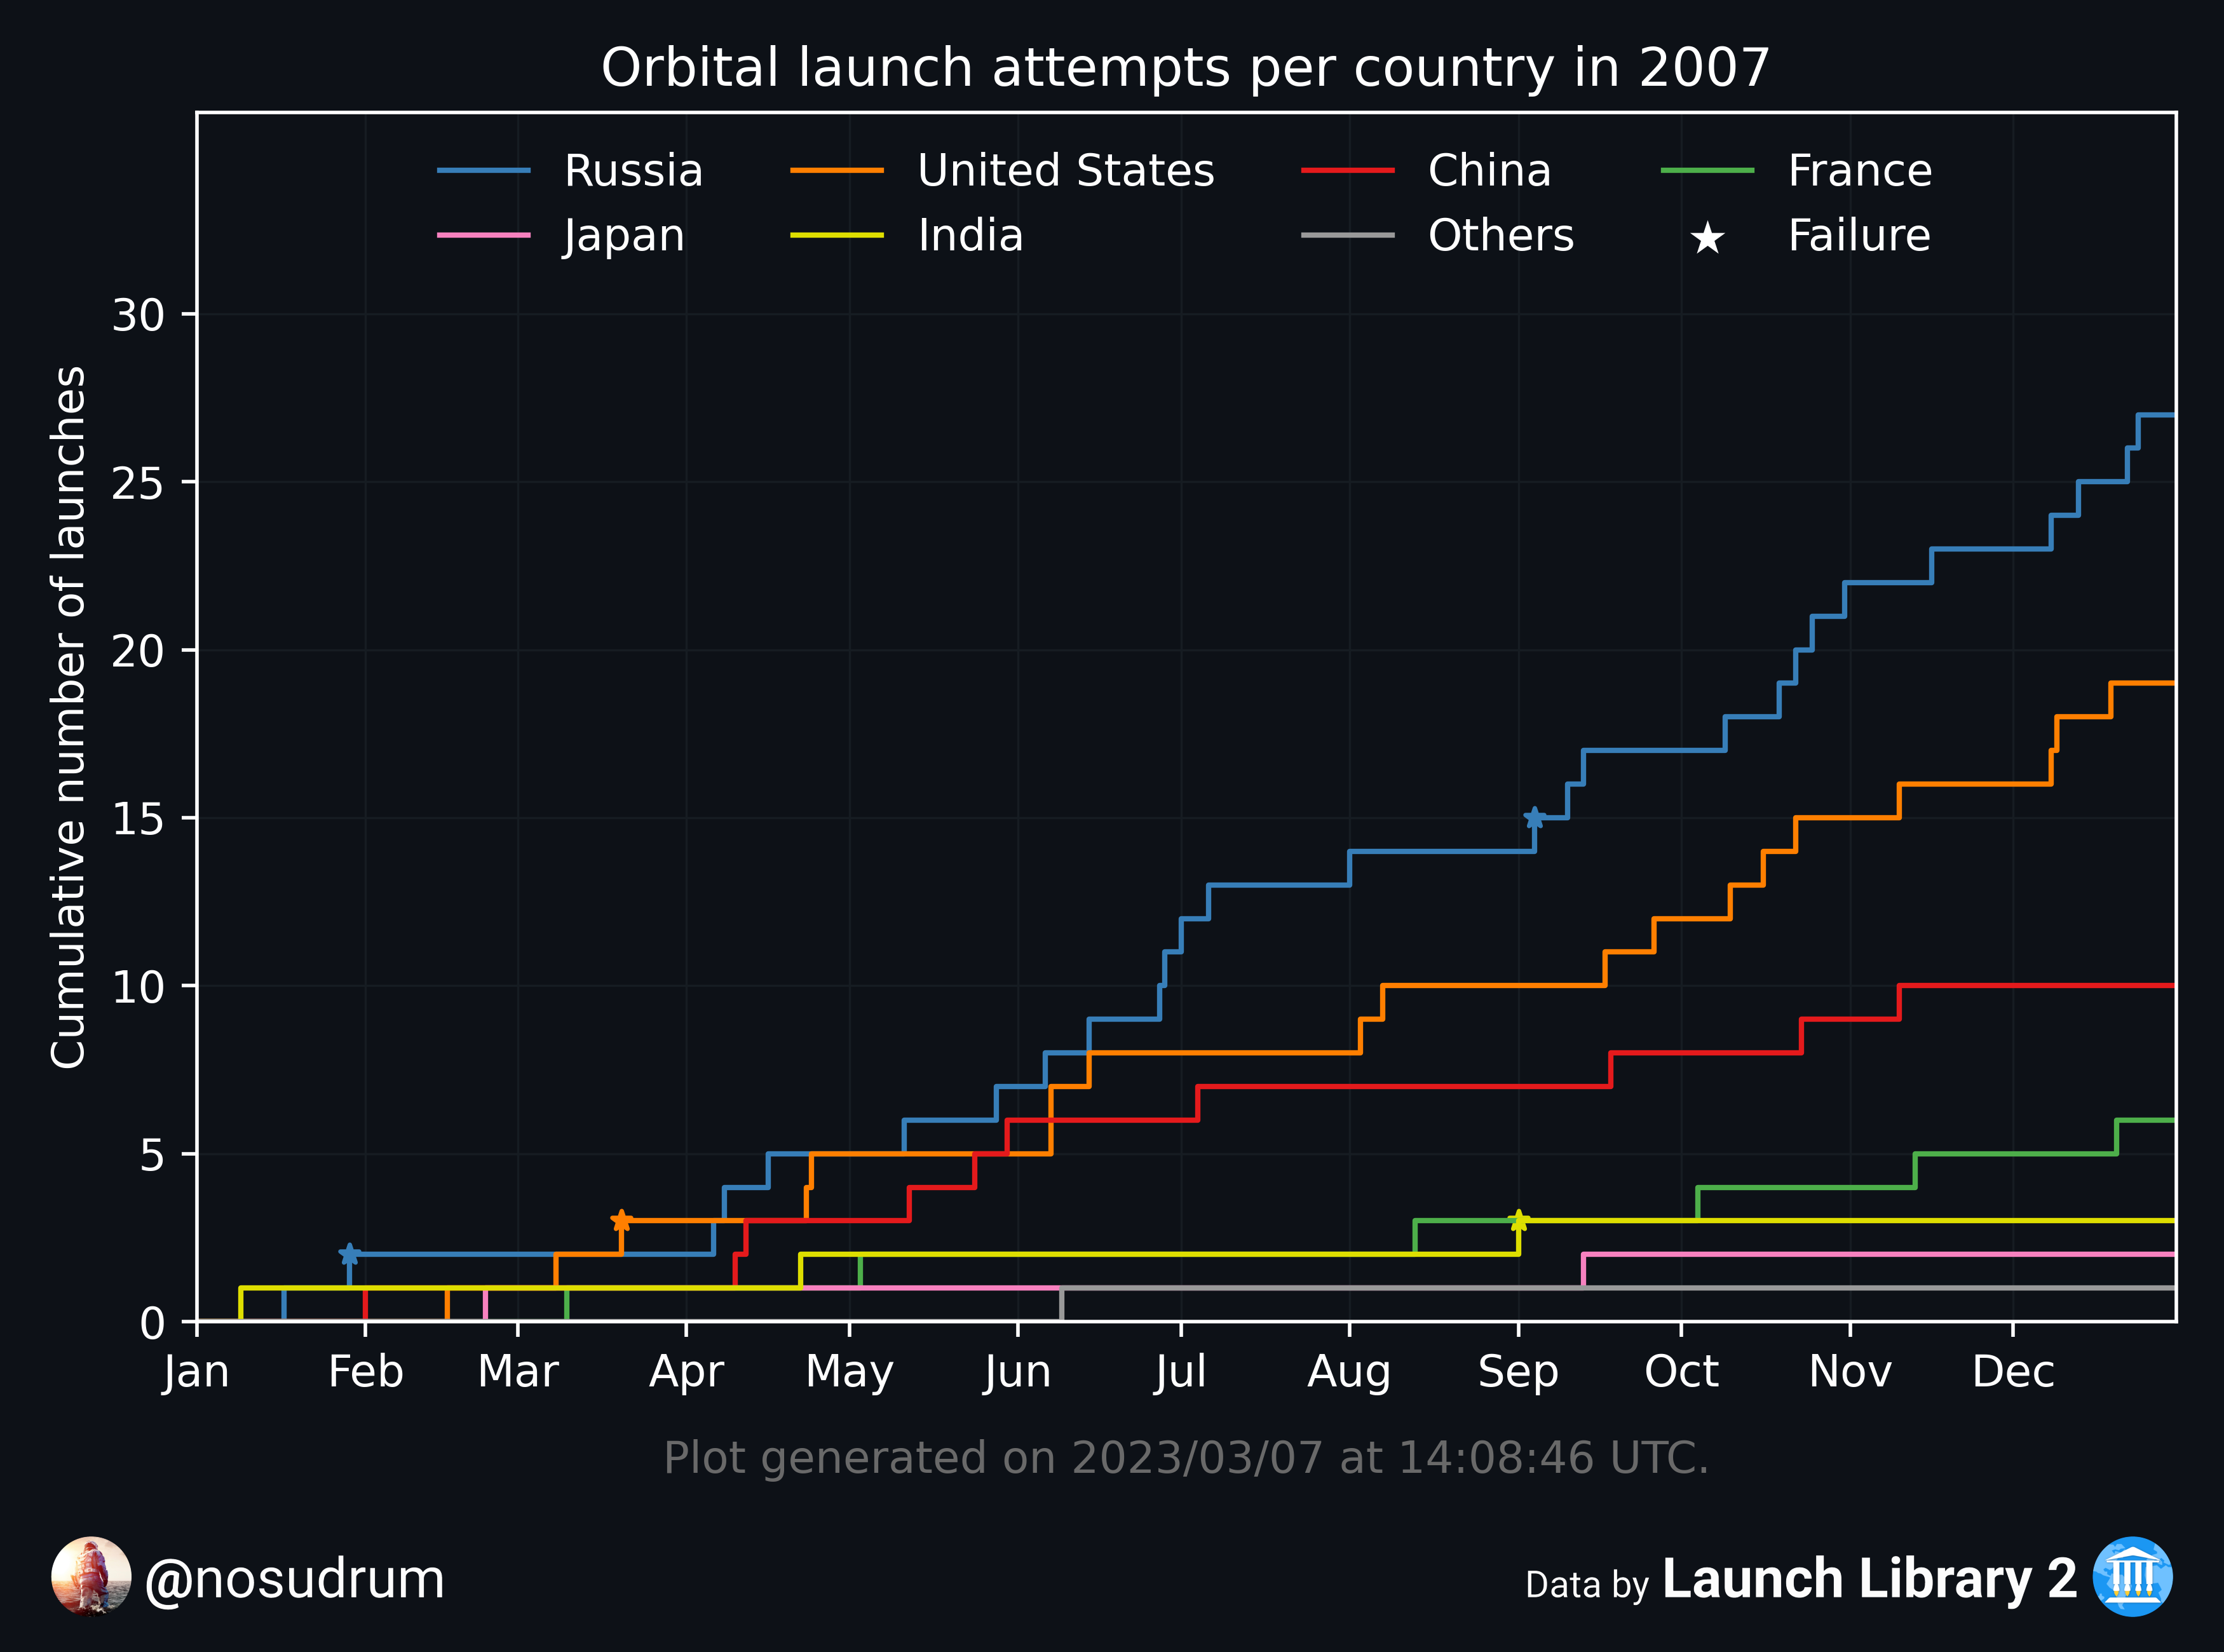 Orbital launch attempts per country in 2007
Russia United States China France
Japan India Others Failure
Cumulative number of launches
30
25
20
15
10
5
0
Jan Feb Mar Apr May Jun Jul Aug Sep Oct Nov Dec
Plot generated on 2023/03/07 at 14:08:46 UTC.
@nosudrum
Data by Launch Library 2